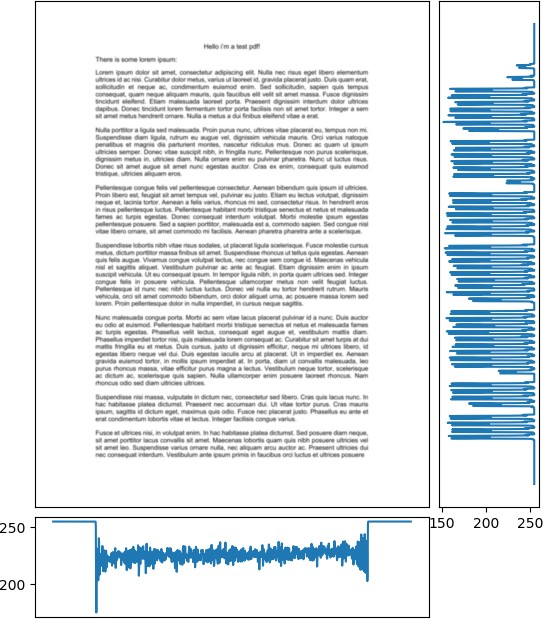 Hello i'm a test pdf!
There is some lorem ipsum:
Lorem ipsum dolor sit amet, consectetur adipiscing elit. Nulla nec risus eget libero elementum
ultrices id ac nisi. Curabitur dolor metus, varius ut laoreet id, gravida placerat justo. Duis quam erat,
sollicitudin et neque ac, condimentum euismod enim. Sed sollicitudin, sapien quis tempus
consequat, quam neque aliquam mauris, quis faucibus elit velit sit amet massa. Fusce dignissim
tincidunt eleifend. Etiam malesuada laoreet porta. Praesent dignissim interdum dolor ultrices
dapibus. Donec tincidunt lorem fermentum tortor porta facilisis non sit amet tortor. Integer a sem
sit amet metus hendrerit ornare. Nulla a metus a dui finibus eleifend vitae a erat.
Nulla porttitor a ligula sed malesuada. Proin purus nunc, ultrices vitae placerat eu, tempus non mi.
Suspendisse diam ligula, rutrum eu augue vel, dignissim vehicula mauris. Orci varius natoque
penatibus et magnis dis parturient montes, nascetur ridiculus mus. Donec ac quam ut ipsum
ultricies semper. Donec vitae suscipit nibh, in fringilla nunc. Pellentesque non purus scelerisque,
dignissim metus in, ultricies diam. Nulla ornare enim eu pulvinar pharetra. Nunc ut luctus risus.
Donec sit amet augue sit amet nunc egestas auctor. Cras ex enim, consequat quis euismod
tristique, ultricies aliquam eros.
Pellentesque congue felis vel pellentesque consectetur. Aenean bibendum quis ipsum id ultricies.
Proin libero est, feugiat sit amet tempus vel, pulvinar eu justo. Etiam eu lectus volutpat, dignissim
neque et, lacinia tortor. Aenean a felis varius, rhoncus mi sed, consectetur risus. In hendrerit eros
in turpis ultricies. Pellentesque habitant morbi tristique senectus et netus et malesuada
fames ac turpis egestas. Donec consequat interdum volutpat. Morbi molestie ipsum egestas
pellentesque posuere. Sed a sapien porttitor, malesuada est a, commodo sapien. Sed congue nisl
vitae libero ornare, sit amet commodo mi facilisis. Aenean pharetra pharetra ante a scelerisque.
Suspendisse lobortis nibh vitae risus sodales, ut placerat ligula scelerisque. Fusce molestie cursus
metus, dictum porttitor massa finibus sit amet. Suspendisse rhoncus ut tellus quis egestas. Aenean
quis felis augue. Vivamus congue volutpat lectus, nec congue sem congue id. Maecenas vehicula
nisl et sagittis aliquet. Vestibulum pulvinar ac ante ac feugiat. Etiam dignissim enim in ipsum
suscipit vehicula. Ut eu consequat ipsum. In tempor ligula nibh, in porta quam ultrices sed. Integer
congue felis in posuere vehicula. Pellentesque ullamcorper metus non velit feugiat luctus.
Pellentesque id nunc nec nibh luctus luctus. Donec vel nulla eu tortor hendrerit rutrum. Mauris
vehicula, orci sit amet commodo bibendum, orci dolor aliquet urna, ac posuere massa lorem sed
lorem. Proin pellentesque dolor in nulla imperdiet, in cursus neque sagittis.
Nunc malesuada congue porta. Morbi ac sem vitae lacus placerat pulvinar id a nunc. Duis auctor
eu odio at euismod. Pellentesque habitant morbi tristique senectus et netus et malesuada fames
ac turpis egestas. Phasellus velit lectus, consequat eget augue et, vestibulum mattis diam.
Phasellus imperdiet tortor nisi, quis malesuada lorem consequat ac. Curabitur sit amet turpis at dui
mattis fringilla eu et metus. Duis cursus, justo ut dignissim efficitur, neque mi ultrices libero, id
egestas libero neque vel dui. Duis egestas iaculis arcu at placerat. Ut in imperdiet ex. Aenean
gravida euismod tortor, in mollis ipsum imperdiet at. In porta, diam ut convallis malesuada, leo
purus rhoncus massa, vitae efficitur purus magna a lectus. Vestibulum tempor tortor, scelerisque
ac dictum ac, scelerisque quis sapien. Nulla ullamcorper enim posuere laoreet rhoncus. Nam
rhoncus odio sed diam ultricies ultrices.
Suspendisse nisi massa, vulputate in dictum nec, consectetur sed libero. Cras quis lacus nunc. In
hac habitasse platea dictumst. Praesent nec accumsan dui. Ut vitae tortor purus. Cras mauris
ipsum, sagittis id dictum eget, maximus quis odio. Fusce nec placerat justo. Phasellus eu ante et
erat condimentum lobortis vitae et lectus. Integer facilisis congue varius.
Fusce et ultrices nisi, in volutpat enim. In hac habitasse platea dictumst. Sed posuere diam neque,
sit amet porttitor lacus convallis sit amet. Maecenas lobortis quam quis nibh posuere ultricies vel
sit amet leo. Suspendisse varius ornare nulla, nec aliquam arcu auctor ac. Praesent ultricies dui
nec consequat interdum. Vestibulum ante ipsum primis in faucibus orci luctus et ultrices posuere
150 200 250
250
200